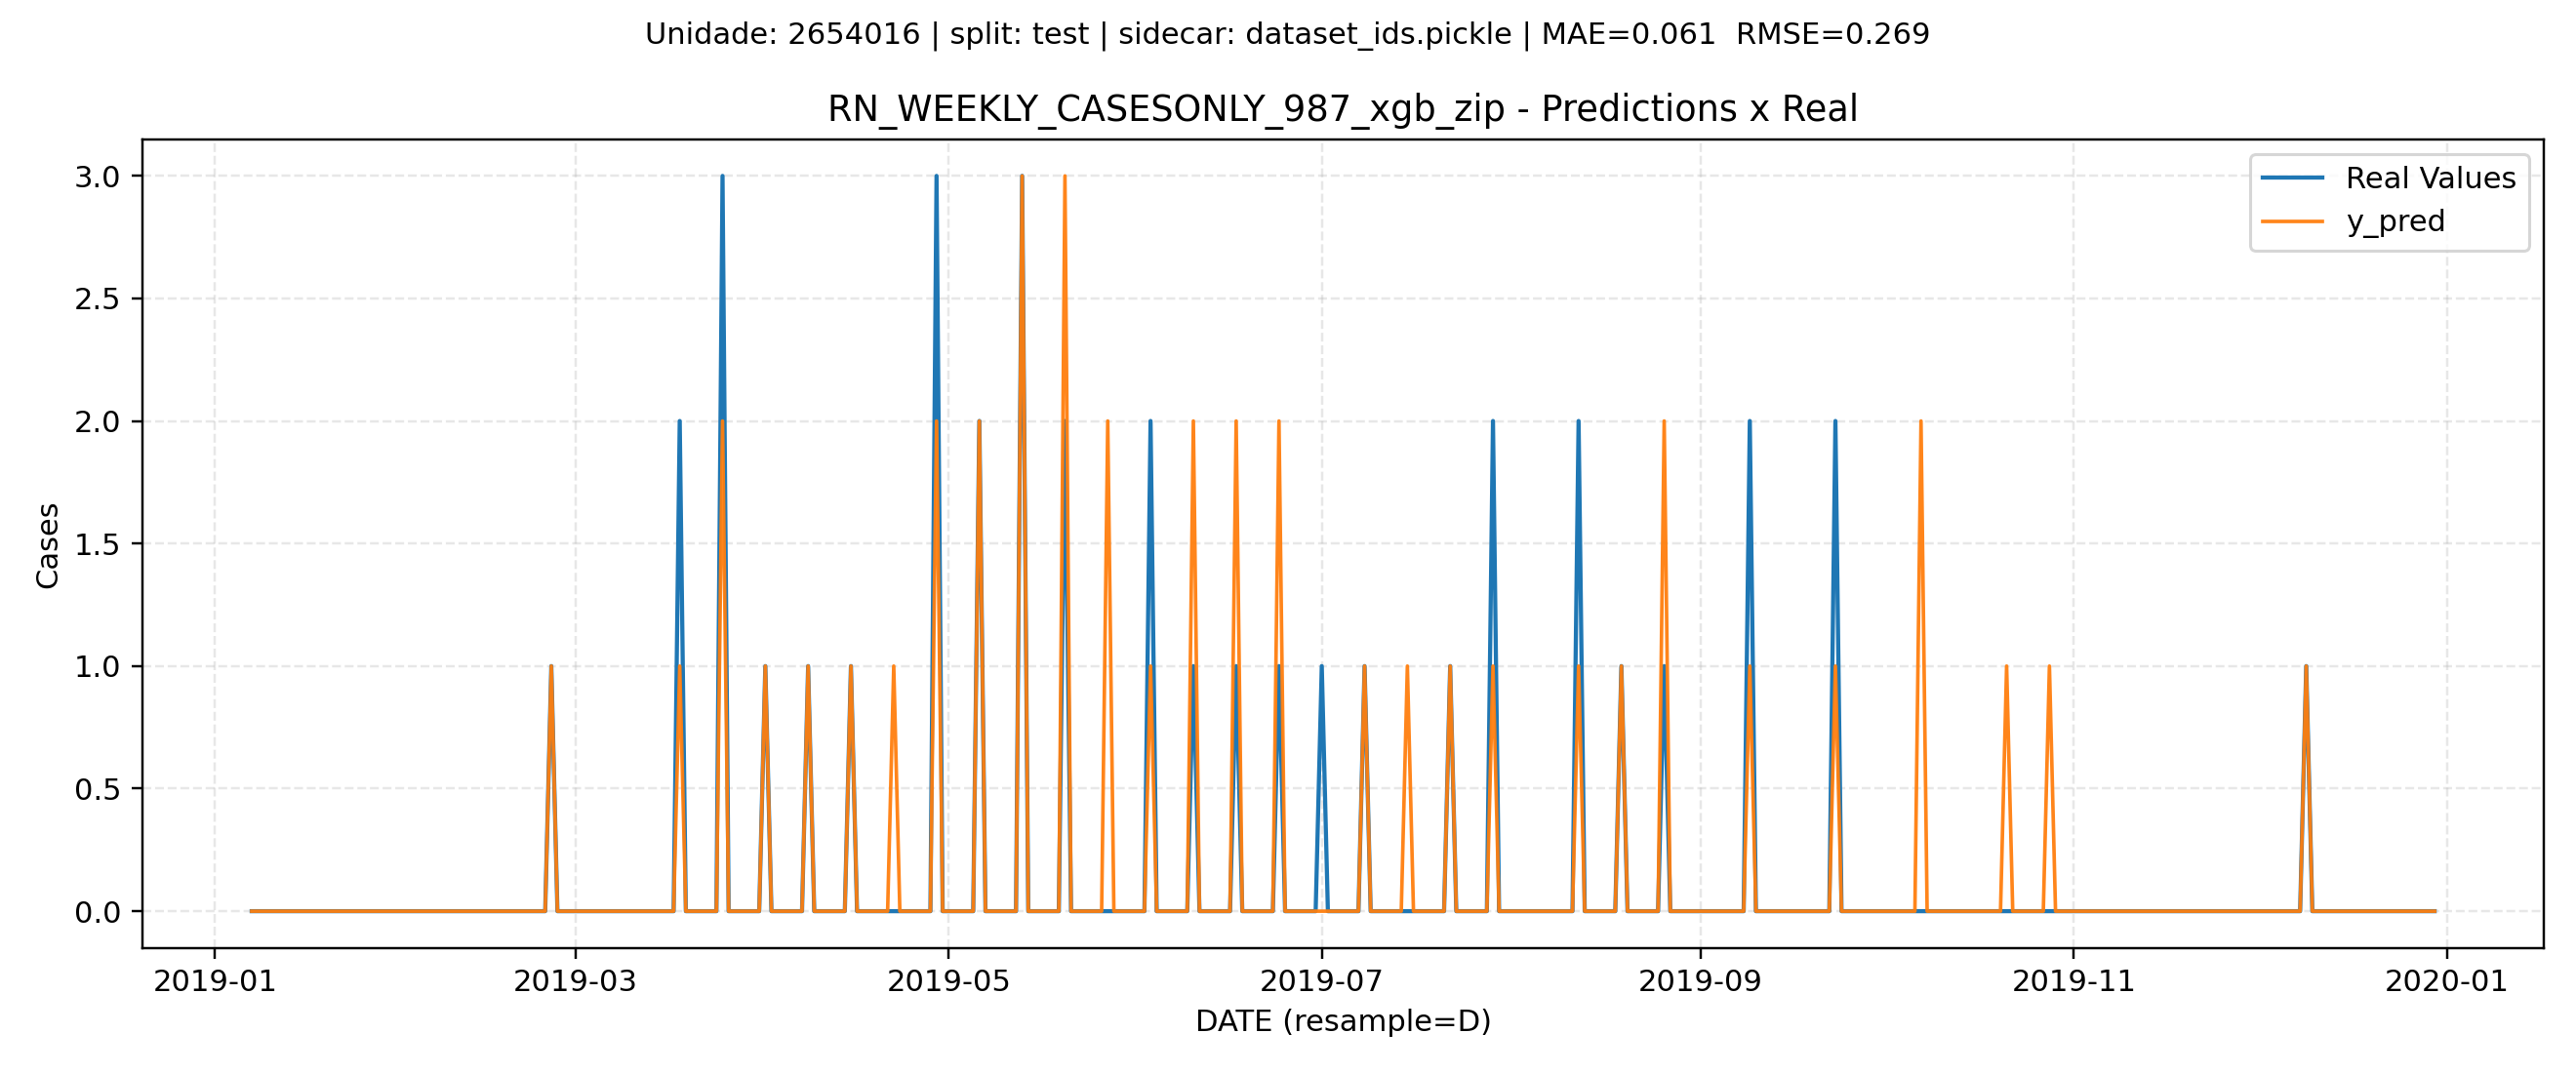 Unidade: 2654016 | split: test | sidecar: dataset_ids.pickle | MAE=0.061  RMSE=0.269
RN_WEEKLY_CASESONLY_987_xgb_zip - Predictions x Real
Real Values
y_pred
3.0
2.5
2.0
1.5
1.0
0.5
0.0
Cases
2019-01
2019-03
2019-05
2019-07
2019-09
2019-11
2020-01
DATE (resample=D)